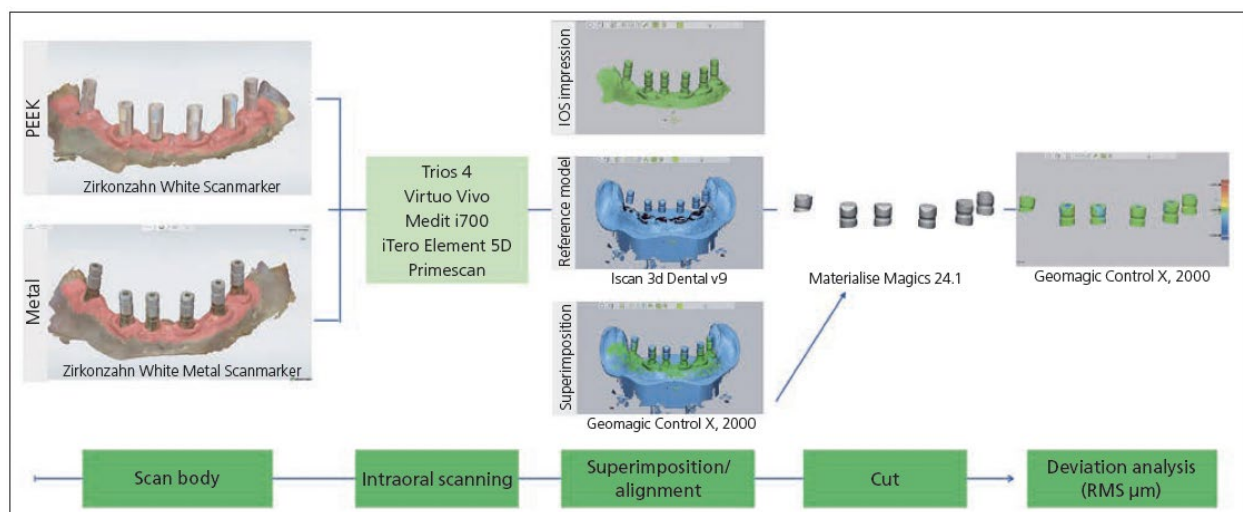 PEEK
Zirkonzahn White Scanmarker
Metal
Zirkonzahn White Metal Scanmarker
Trios 4
Virtuo Vivo
Medit i700
iTero Element 5D
Primescan
IOS impression
Reference model
Iscan 3d Dental v9
Superimposition
Geomagic Control X, 2000
Materialise Magics 24.1
Geomagic Control X, 2000
Scan body
Intraoral scanning
Superimposition/
alignment
Cut
Deviation analysis
(RMS µm)